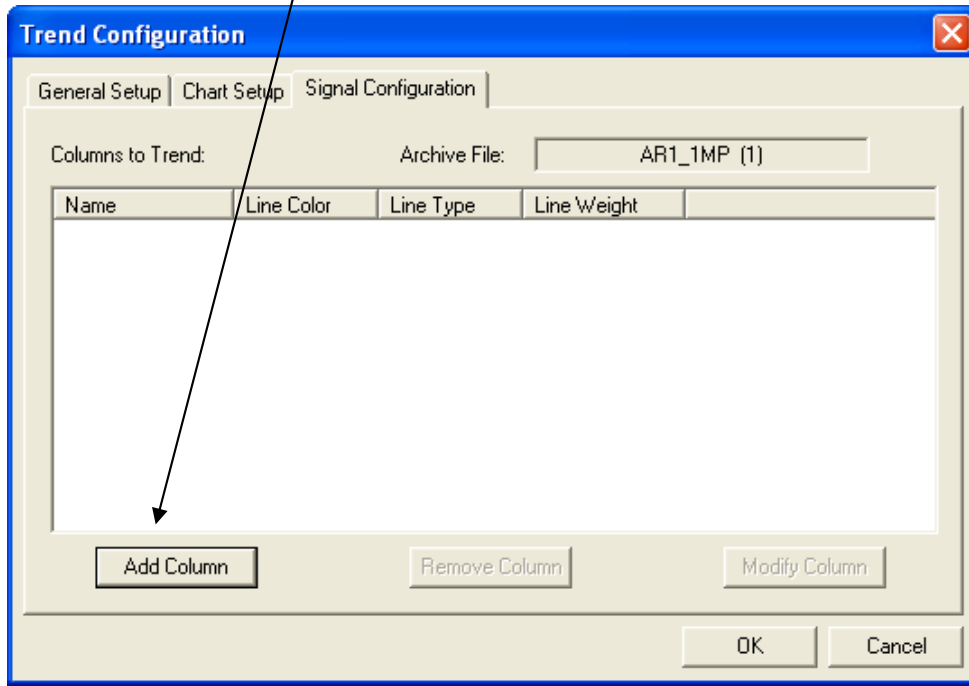 Trend Configuration
General Setup Chart Setup Signal Configuration
Columns to Trend: Archive File: AR1_1MP (1)
Name Line Color Line Type Line Weight
Add Column Remove Column Modify Column
OK Cancel